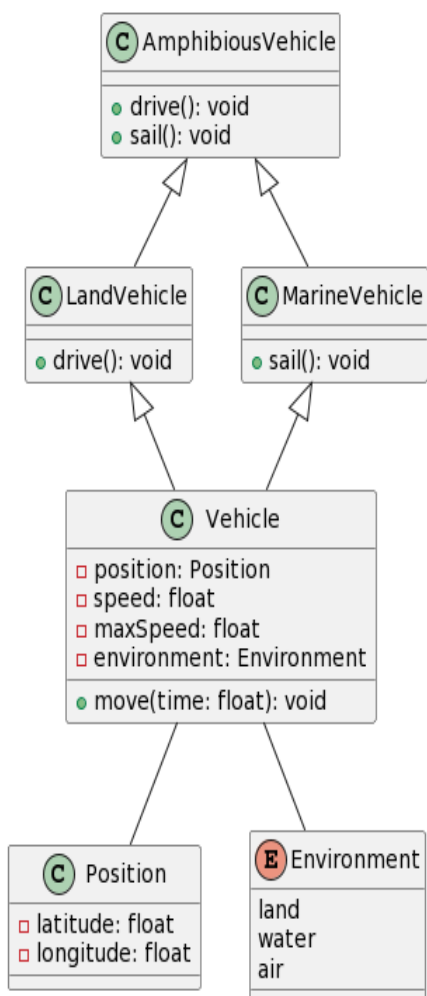 C AmphibiousVehicle
drive(): void
sail(): void
C LandVehicle
drive(): void
C MarineVehicle
sail(): void
C Vehicle
position: Position
speed: float
maxSpeed: float
environment: Environment
move(time: float): void
C Position
latitude: float
longitude: float
E Environment
land
water
air